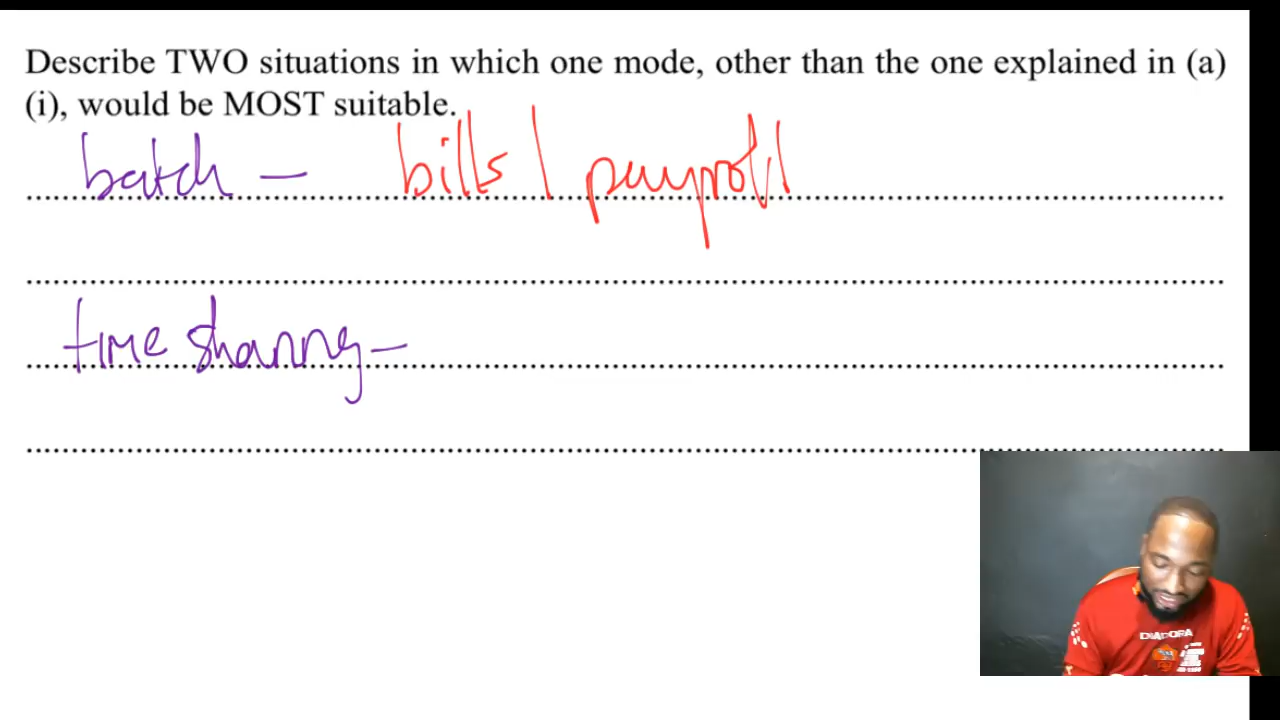 Describe TWO situations in which one mode, other than the one explained in (a)
(i), would be MOST suitable.
batch - bills / payroll
time sharing -
DIADORA